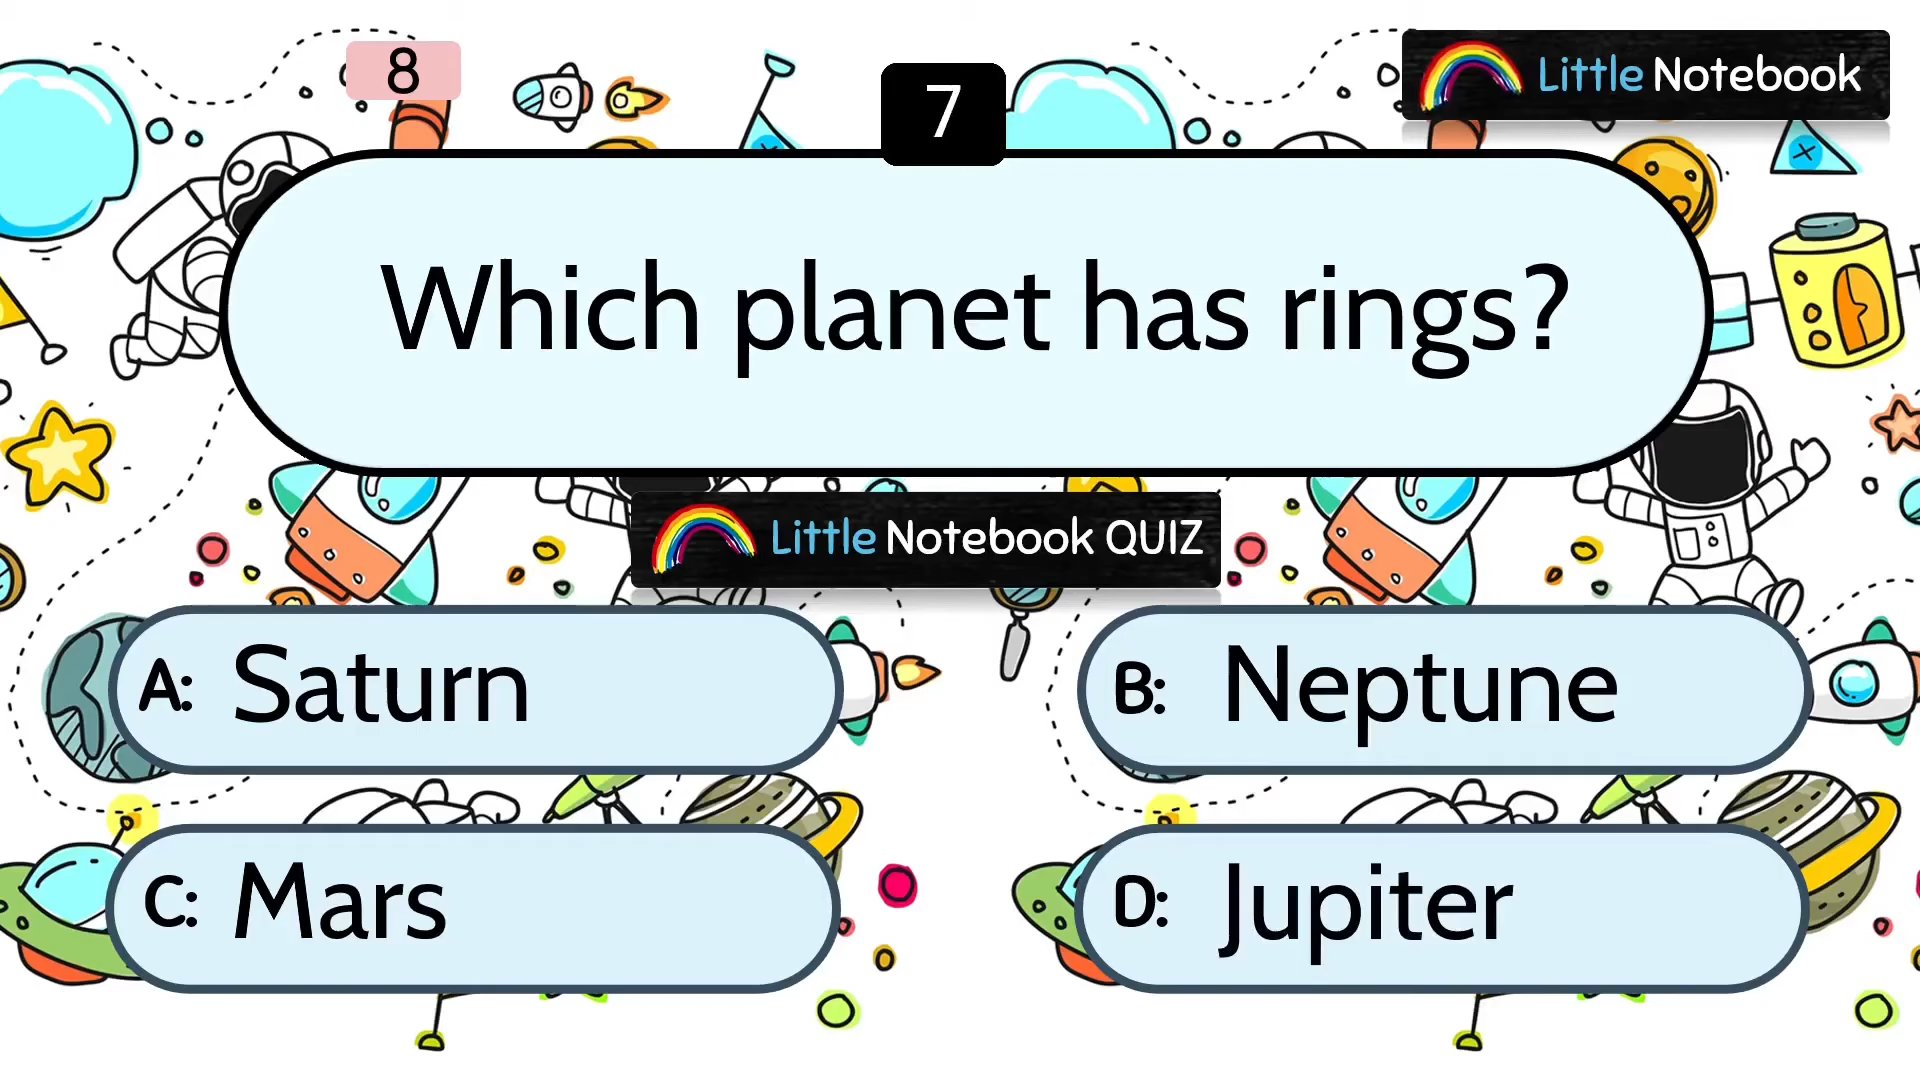 8
7
Little Notebook
Which planet has rings?
Little Notebook QUIZ
A: Saturn
B: Neptune
C: Mars
D: Jupiter